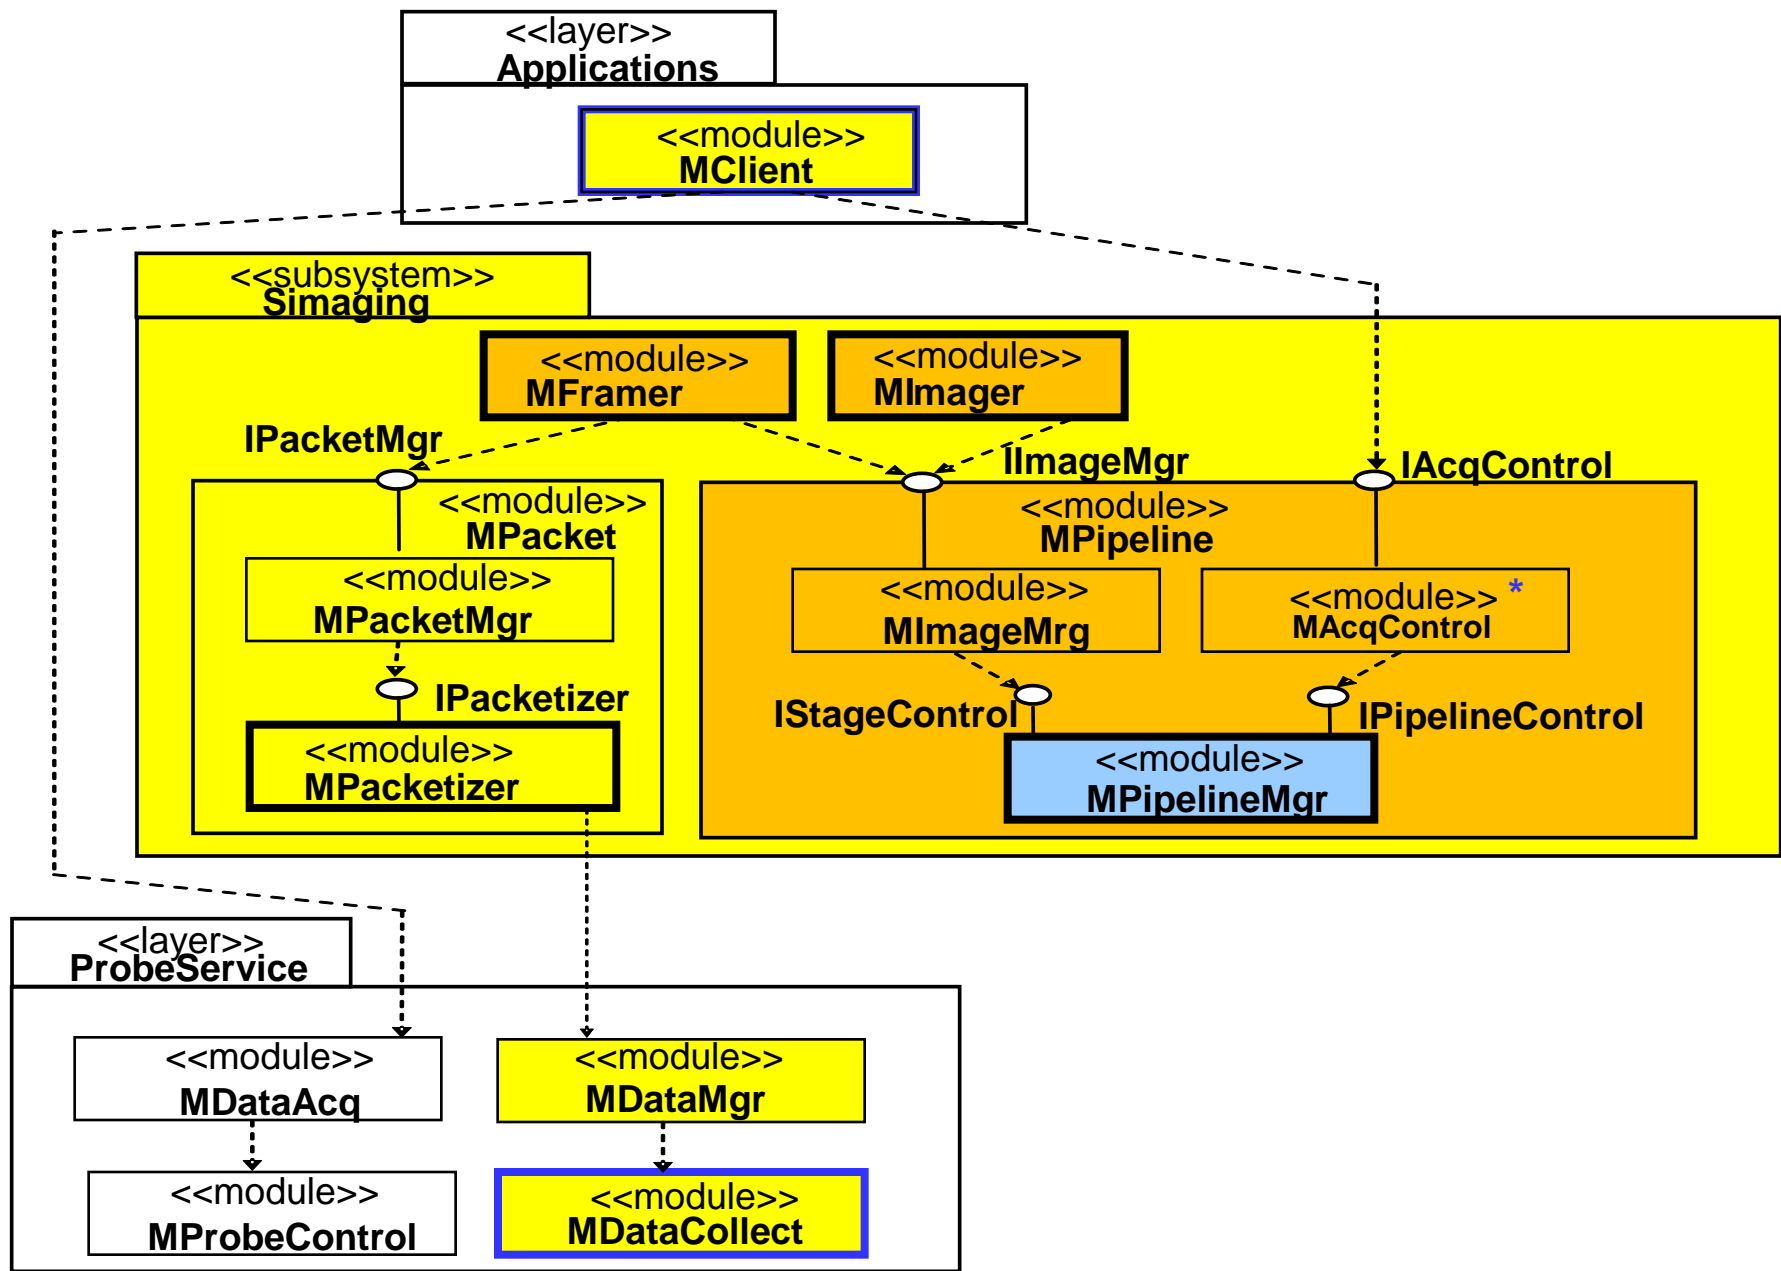 <<layer>>
Applications
<<module>>
MClient
<<subsystem>>
Simaging
<<module>>
MFramer
<<module>>
MImager
IPacketMgr
IImageMgr
IAcqControl
<<module>>
MPacket
<<module>>
MPipeline
<<module>>
MPacketMgr
<<module>>
MImageMrg
<<module>> *
MAcqControl
IPacketizer
IStageControl
IPipelineControl
<<module>>
MPacketizer
<<module>>
MPipelineMgr
<<layer>>
ProbeService
<<module>>
MDataAcq
<<module>>
MDataMgr
<<module>>
MProbeControl
<<module>>
MDataCollect